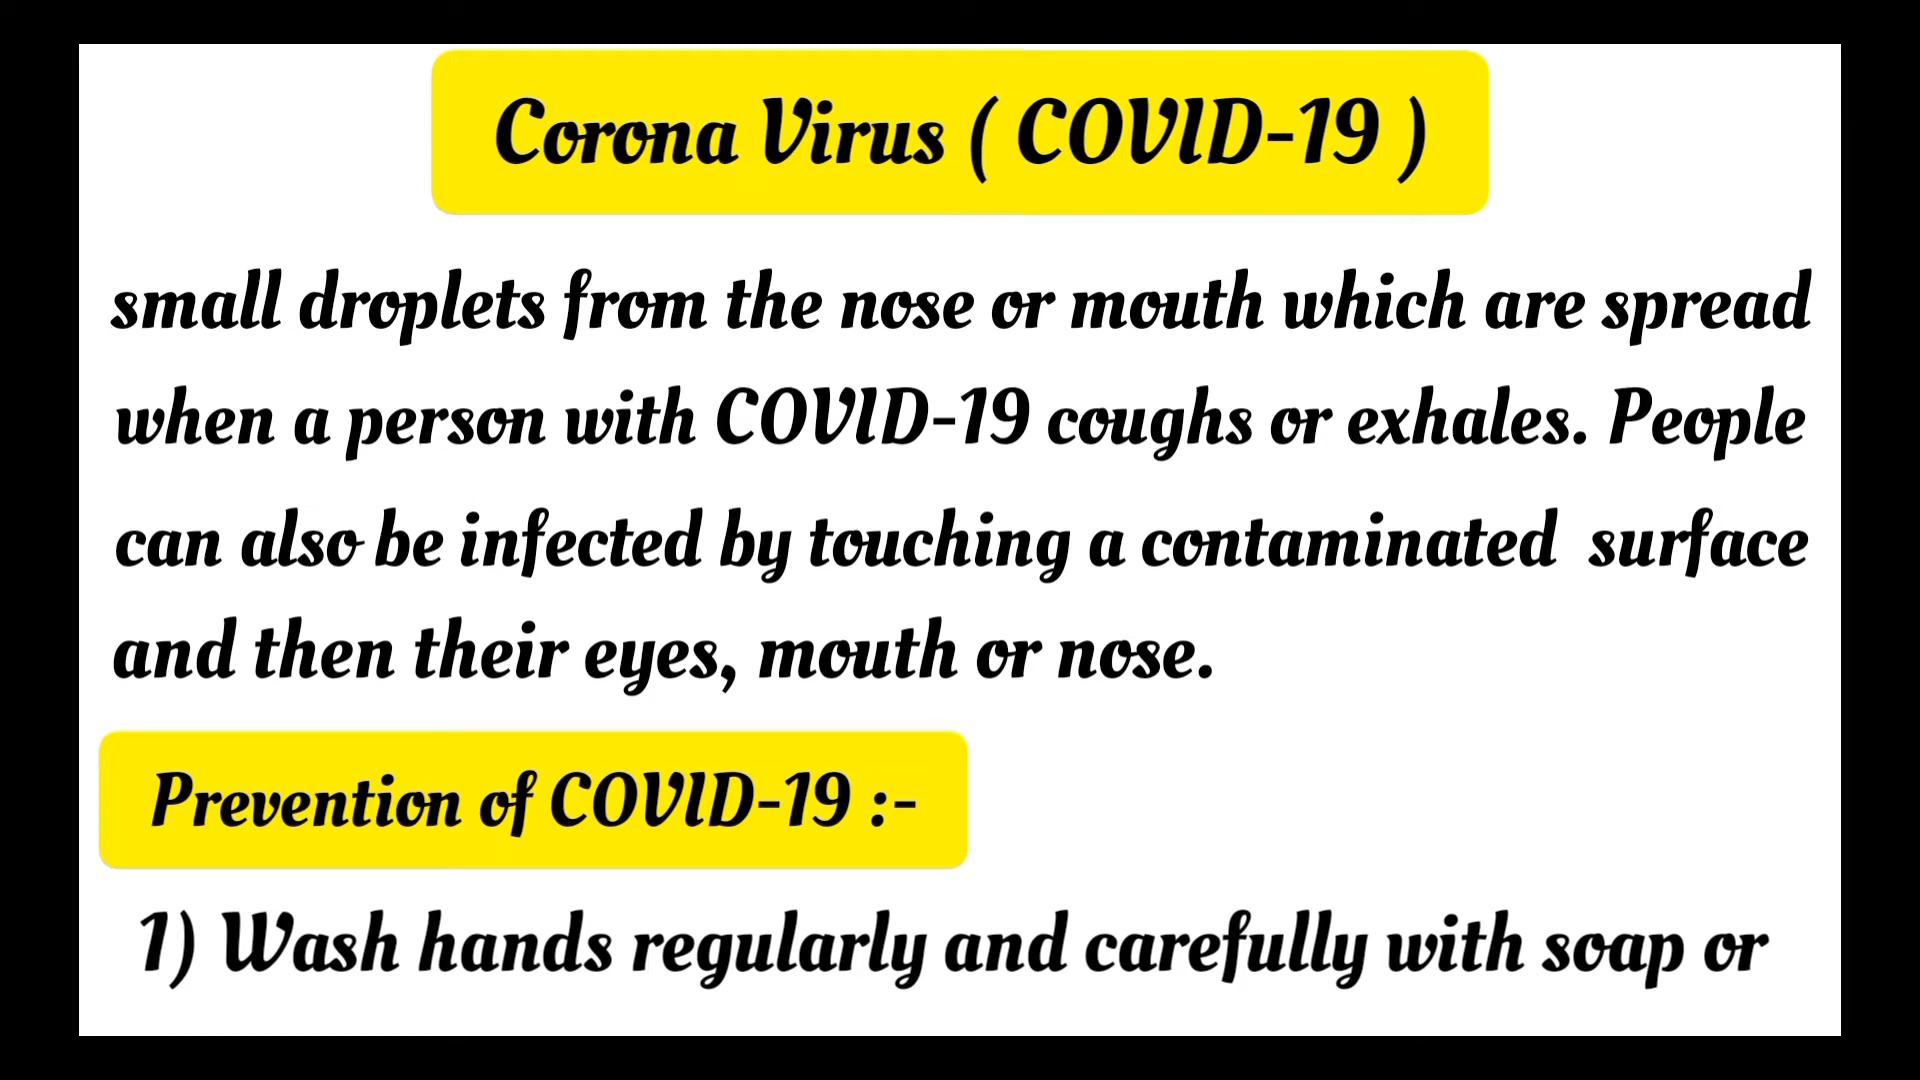 Corona Virus ( COVID-19 )
small droplets from the nose or mouth which are spread
when a person with COVID-19 coughs or exhales. People
can also be infected by touching a contaminated surface
and then their eyes, mouth or nose.
Prevention of COVID-19 :-
1) Wash hands regularly and carefully with soap or